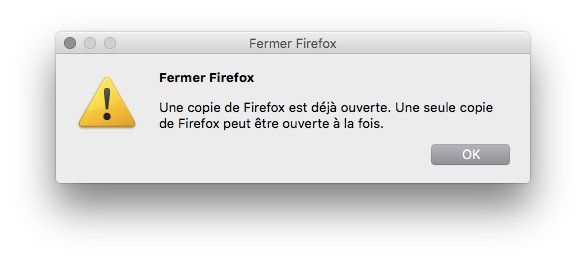 Fermer Firefox
Fermer Firefox
Une copie de Firefox est déjà ouverte. Une seule copie
de Firefox peut être ouverte à la fois.
OK